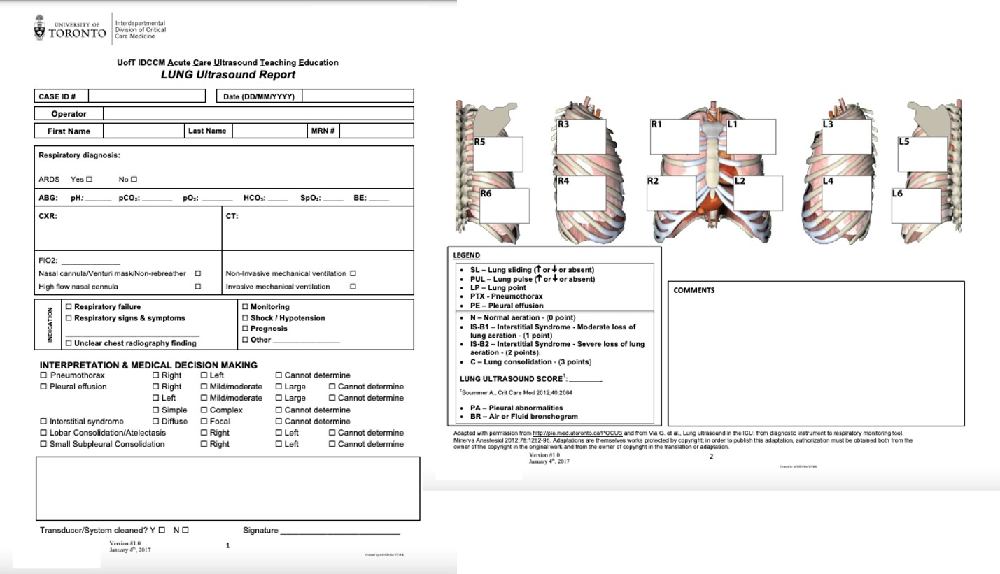 UNIVERSITY OF
TORONTO
Interdepartmental
Division of Critical
Care Medicine
UofT IDCCM Acute Care Ultrasound Teaching Education
LUNG Ultrasound Report
CASE ID # Date (DD/MM/YYYY)
Operator
First Name Last Name MRN #
Respiratory diagnosis:
ARDS Yes ☐ No ☐
ABG: pH:______ pCO₂: _______ pO₂: _______ HCO₃: _____ SpO₂: _____ BE: _____
CXR: CT:
FIO2: ______________
Nasal cannula/Venturi mask/Non-rebreather ☐ Non-Invasive mechanical ventilation ☐
High flow nasal cannula ☐ Invasive mechanical ventilation ☐
INDICATION
☐ Respiratory failure ☐ Monitoring
☐ Respiratory signs & symptoms ☐ Shock / Hypotension
☐ Prognosis
☐ Unclear chest radiography finding ☐ Other ________________
INTERPRETATION & MEDICAL DECISION MAKING
☐ Pneumothorax ☐ Right ☐ Left ☐ Cannot determine
☐ Pleural effusion ☐ Right ☐ Mild/moderate ☐ Large ☐ Cannot determine
☐ Left ☐ Mild/moderate ☐ Large ☐ Cannot determine
☐ Simple ☐ Complex ☐ Cannot determine
☐ Interstitial syndrome ☐ Diffuse ☐ Focal ☐ Cannot determine
☐ Lobar Consolidation/Atelectasis ☐ Right ☐ Left ☐ Cannot determine
☐ Small Subpleural Consolidation ☐ Right ☐ Left ☐ Cannot determine
Transducer/System cleaned? Y ☐ N ☐ Signature ____________________________
Version #1.0
January 4th, 2017
1
R5 R3 R1 L1 L3 L5
R6 R4 R2 L2 L4 L6
LEGEND
• SL – Lung sliding (↑ or ↓ or absent)
• PUL – Lung pulse (↑ or ↓ or absent)
• LP – Lung point
• PTX - Pneumothorax
• PE – Pleural effusion
• N – Normal aeration - (0 point)
• IS-B1 – Interstitial Syndrome - Moderate loss of
lung aeration - (1 point)
• IS-B2 – Interstitial Syndrome - Severe loss of lung
aeration - (2 points).
• C – Lung consolidation - (3 points)
LUNG ULTRASOUND SCORE¹: ________
¹Soummer A., Crit Care Med 2012;40:2064
• PA – Pleural abnormalities
• BR – Air or Fluid bronchogram
COMMENTS
Adapted with permission from http://pie.med.utoronto.ca/POCUS and from Via G. et al., Lung ultrasound in the ICU: from diagnostic instrument to respiratory monitoring tool.
Minerva Anestesiol 2012;78:1282-96. Adaptations are themselves works protected by copyright; in order to publish this adaptation, authorization must be obtained both from the
owner of the copyright in the original work and from the owner of copyright in the translation or adaptation.
Version #1.0
January 4th, 2017
2